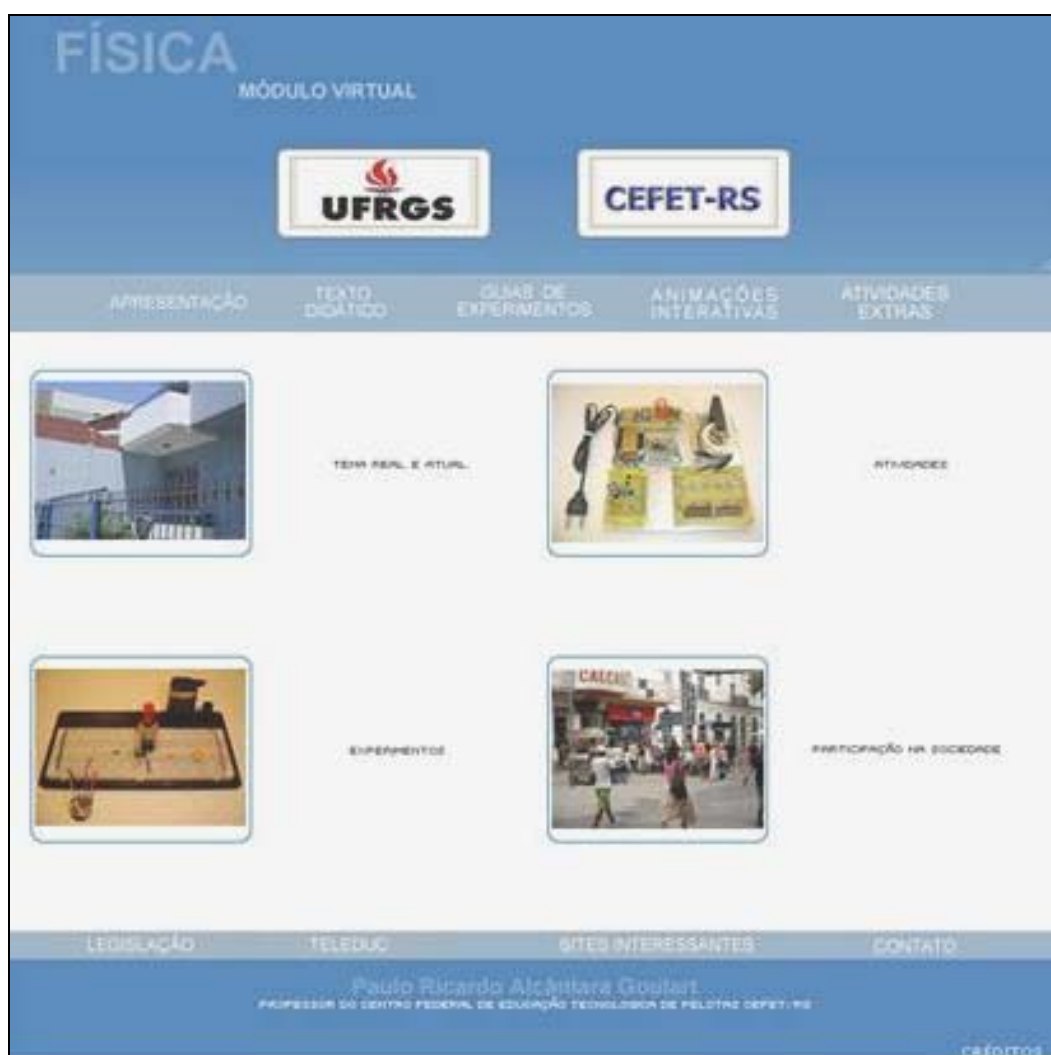 FÍSICA
MÓDULO VIRTUAL
UFRGS
CEFET-RS
APRESENTAÇÃO
TEXTO
DIDÁTICO
GUIAS DE
EXPERIMENTOS
ANIMAÇÕES
INTERATIVAS
ATIVIDADES
EXTRAS
TEMA REAL E ATUAL
ATIVIDADES
EXPERIMENTOS
PARTICIPAÇÃO NA SOCIEDADE
LEGISLAÇÃO
TELEDUC
SITES INTERESSANTES
CONTATO
Paulo Ricardo Alcântara Goulart
PROFESSOR DO CENTRO FEDERAL DE EDUCAÇÃO TECNOLOGICA DE PELOTAS CEFET-RS
CRÉDITOS